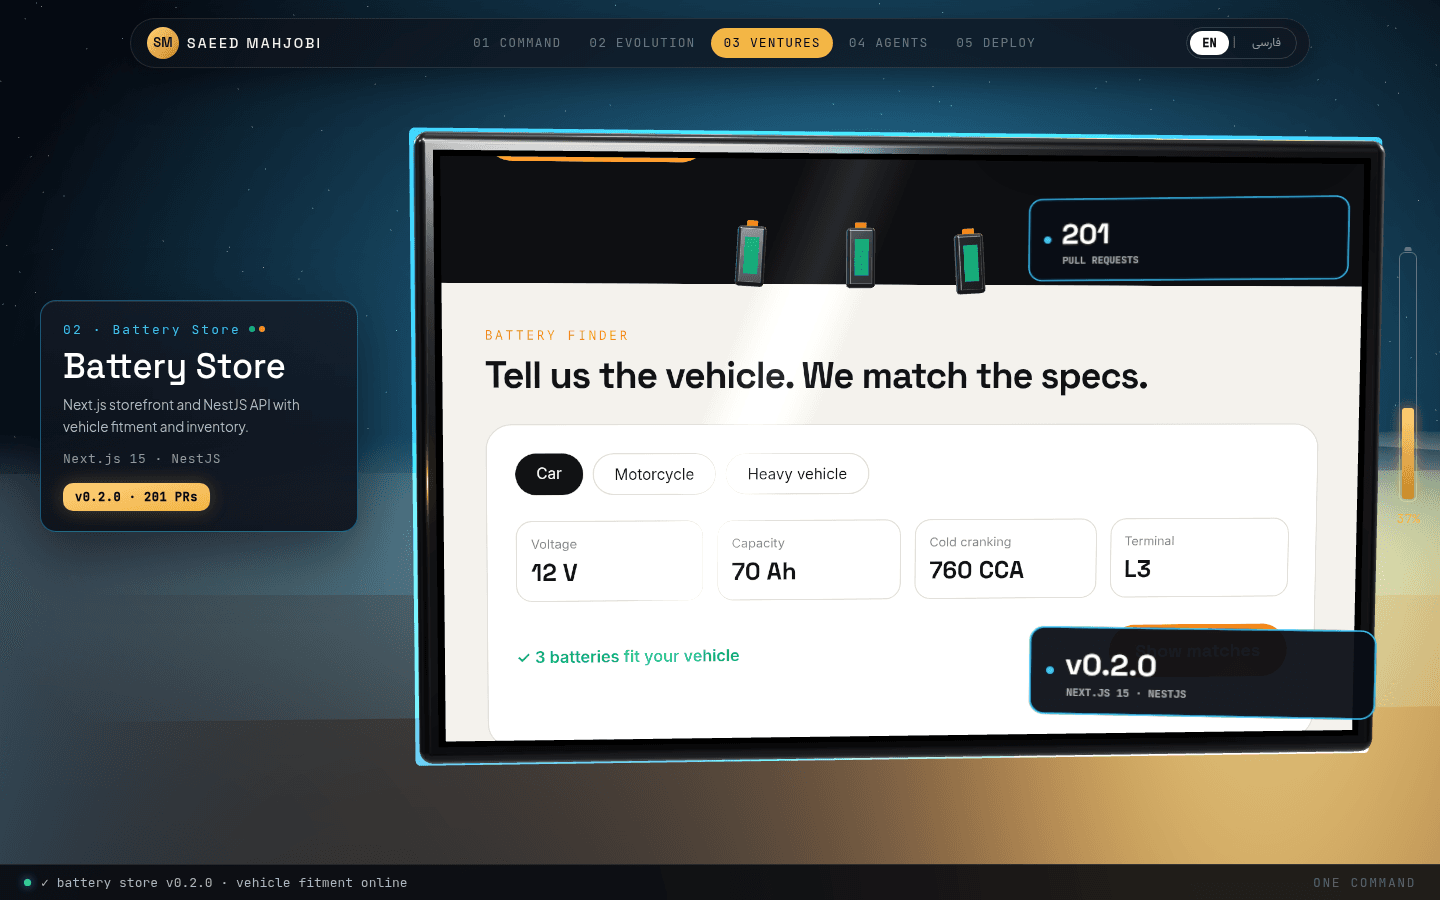 SM SAEED MAHJOBI
01 COMMAND
02 EVOLUTION
03 VENTURES
04 AGENTS
05 DEPLOY
EN | فارسی
02 · Battery Store
Battery Store
Next.js storefront and NestJS API with
vehicle fitment and inventory.
Next.js 15 · NestJS
v0.2.0 · 201 PRs
201
PULL REQUESTS
BATTERY FINDER
Tell us the vehicle. We match the specs.
Car
Motorcycle
Heavy vehicle
Voltage
12 V
Capacity
70 Ah
Cold cranking
760 CCA
Terminal
L3
✓ 3 batteries fit your vehicle
Show matches
v0.2.0
NEXT.JS 15 · NESTJS
✓ battery store v0.2.0 · vehicle fitment online
ONE COMMAND